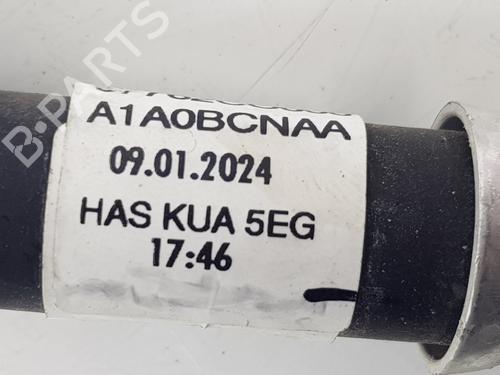 A1A0BCNAA
09.01.2024
HAS KUA 5EG
17:46
B-PARTS